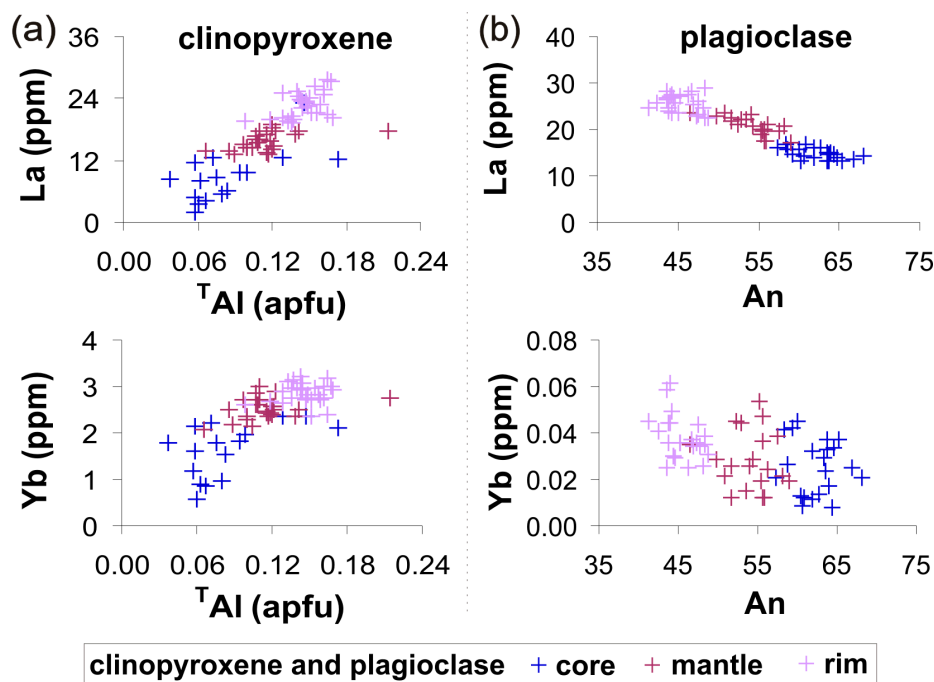 (a) clinopyroxene
La (ppm)
36
24
12
0
0.00 0.06 0.12 0.18 0.24
ᵀAl (apfu)
(b) plagioclase
La (ppm)
40
30
20
10
0
35 45 55 65 75
An
Yb (ppm)
4
3
2
1
0
0.00 0.06 0.12 0.18 0.24
ᵀAl (apfu)
Yb (ppm)
0.08
0.06
0.04
0.02
0.00
35 45 55 65 75
An
clinopyroxene and plagioclase + core + mantle + rim